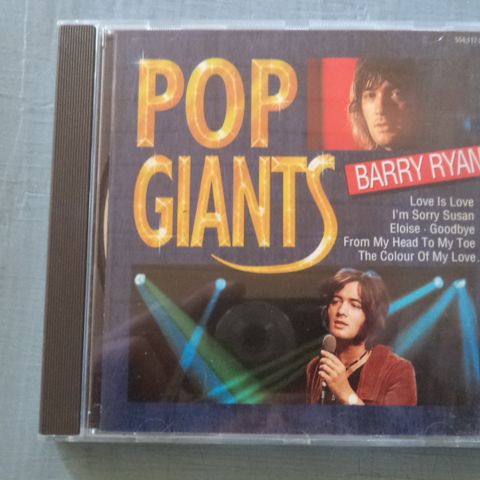 POP
GIANTS
BARRY RYAN
Love Is Love
I'm Sorry Susan
Eloise · Goodbye
From My Head To My Toe
The Colour Of My Love